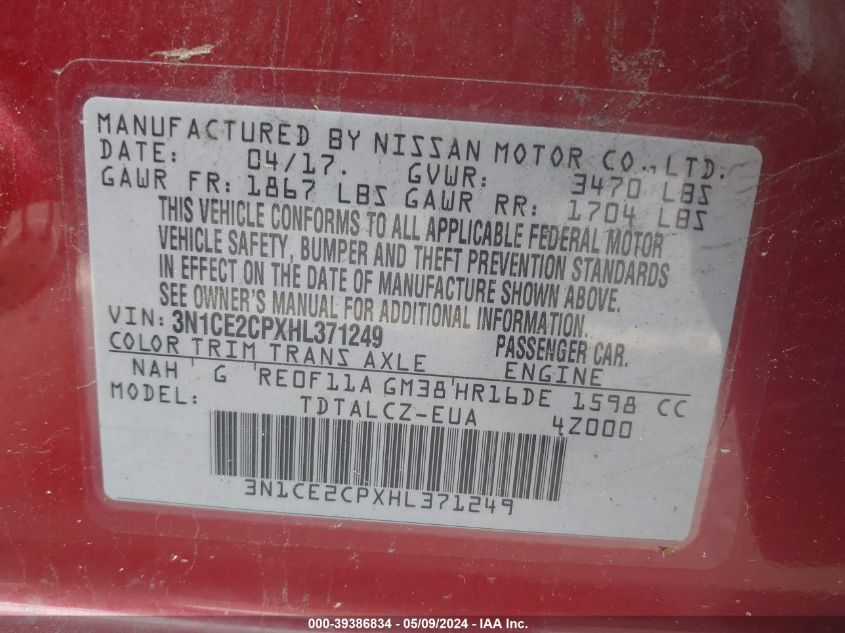 MANUFACTURED BY NISSAN MOTOR CO., LTD.
DATE: 04/17. GVWR: 3470 LBS
GAWR FR: 1867 LBS GAWR RR: 1704 LBS
THIS VEHICLE CONFORMS TO ALL APPLICABLE FEDERAL MOTOR
VEHICLE SAFETY, BUMPER AND THEFT PREVENTION STANDARDS
IN EFFECT ON THE DATE OF MANUFACTURE SHOWN ABOVE.
SEE OWNER'S MANUAL FOR ADDITIONAL INFORMATION.
VIN: 3N1CE2CPXHL371249 PASSENGER CAR.
COLOR TRIM TRANS AXLE ENGINE
NAH G RE0F11A GM38 HR16DE 1598 CC
MODEL: TDTALCZ-EUA 4Z000
3N1CE2CPXHL371249
000-39386834 - 05/09/2024 - IAA Inc.